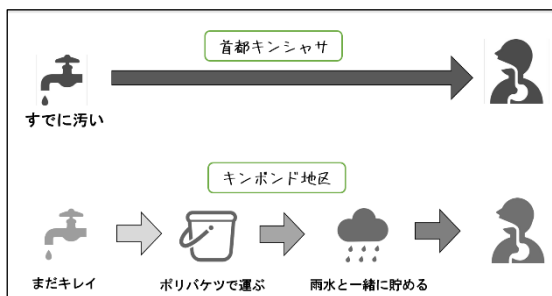 首都キンシャサ
すでに汚い
キンポンド地区
まだキレイ
ポリバケツで運ぶ
雨水と一緒に貯める